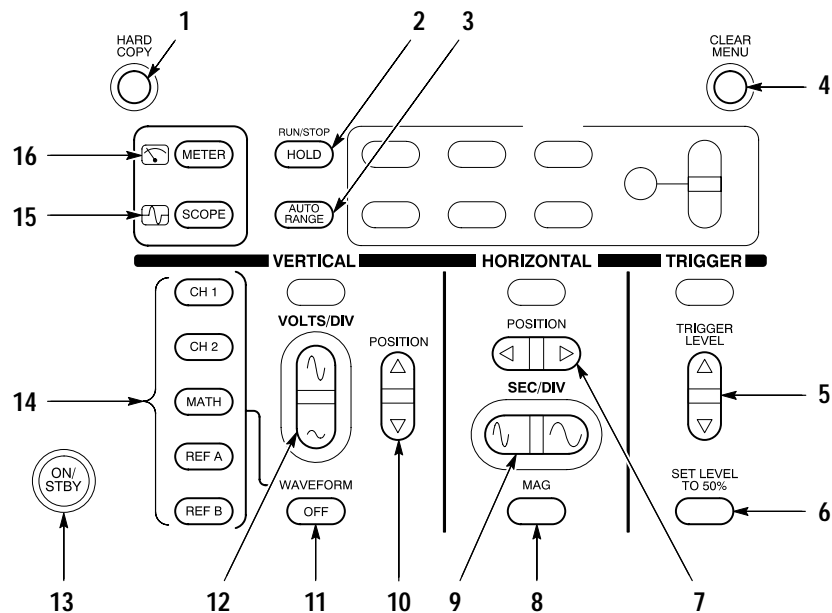 HARD
COPY
1
2
3
CLEAR
MENU
4
RUN/STOP
16
METER
HOLD
15
SCOPE
AUTO
RANGE
VERTICAL
HORIZONTAL
TRIGGER
CH 1
VOLTS/DIV
POSITION
POSITION
TRIGGER
LEVEL
CH 2
SEC/DIV
5
14
MATH
ON/
STBY
REF A
WAVEFORM
MAG
SET LEVEL
TO 50%
REF B
OFF
6
13
12
11
10
9
8
7